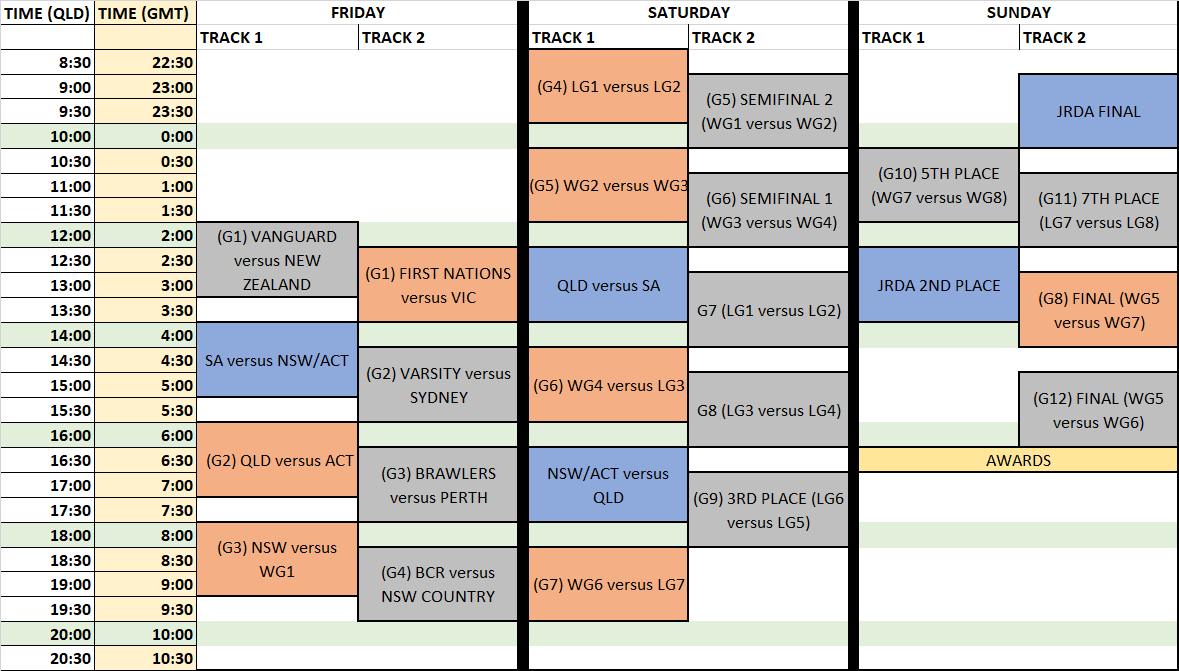 TIME (QLD) TIME (GMT) FRIDAY SATURDAY SUNDAY
TRACK 1 TRACK 2 TRACK 1 TRACK 2 TRACK 1 TRACK 2
8:30 22:30
(G4) LG1 versus LG2
9:00 23:00
(G5) SEMIFINAL 2
(WG1 versus WG2)
JRDA FINAL
9:30 23:30
10:00 0:00
10:30 0:30
(G5) WG2 versus WG3
(G10) 5TH PLACE
(WG7 versus WG8)
11:00 1:00
(G6) SEMIFINAL 1
(WG3 versus WG4)
(G11) 7TH PLACE
(LG7 versus LG8)
11:30 1:30
12:00 2:00
(G1) VANGUARD
versus NEW
ZEALAND
12:30 2:30
(G1) FIRST NATIONS
versus VIC
QLD versus SA
JRDA 2ND PLACE
13:00 3:00
G7 (LG1 versus LG2)
(G8) FINAL (WG5
versus WG7)
13:30 3:30
14:00 4:00
SA versus NSW/ACT
14:30 4:30
(G2) VARSITY versus
SYDNEY
(G6) WG4 versus LG3
15:00 5:00
G8 (LG3 versus LG4)
(G12) FINAL (WG5
versus WG6)
15:30 5:30
16:00 6:00
(G2) QLD versus ACT
16:30 6:30
(G3) BRAWLERS
versus PERTH
NSW/ACT versus
QLD
AWARDS
17:00 7:00
(G9) 3RD PLACE (LG6
versus LG5)
17:30 7:30
18:00 8:00
(G3) NSW versus
WG1
18:30 8:30
(G4) BCR versus
NSW COUNTRY
(G7) WG6 versus LG7
19:00 9:00
19:30 9:30
20:00 10:00
20:30 10:30